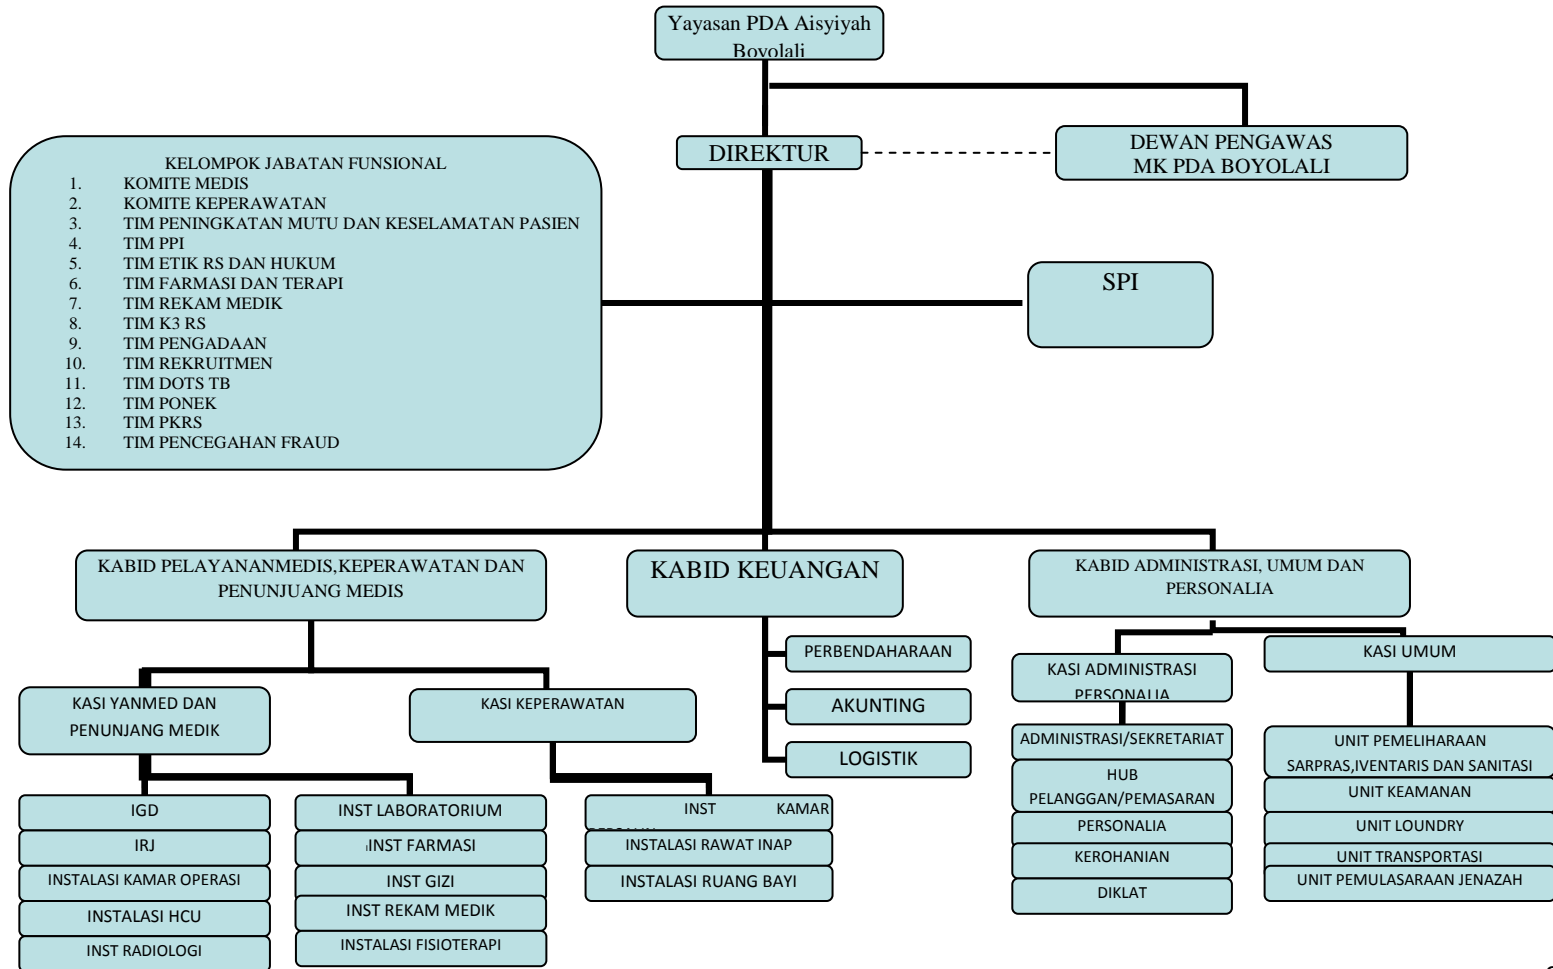 Yayasan PDA Aisyiyah
Boyolali
DIREKTUR
DEWAN PENGAWAS
MK PDA BOYOLALI
KELOMPOK JABATAN FUNSIONAL
1. KOMITE MEDIS
2. KOMITE KEPERAWATAN
3. TIM PENINGKATAN MUTU DAN KESELAMATAN PASIEN
4. TIM PPI
5. TIM ETIK RS DAN HUKUM
6. TIM FARMASI DAN TERAPI
7. TIM REKAM MEDIK
8. TIM K3 RS
9. TIM PENGADAAN
10. TIM REKRUITMEN
11. TIM DOTS TB
12. TIM PONEK
13. TIM PKRS
14. TIM PENCEGAHAN FRAUD
SPI
KABID PELAYANANMEDIS,KEPERAWATAN DAN
PENUNJUANG MEDIS
KABID KEUANGAN
KABID ADMINISTRASI, UMUM DAN
PERSONALIA
PERBENDAHARAAN
AKUNTING
LOGISTIK
KASI YANMED DAN
PENUNJANG MEDIK
KASI KEPERAWATAN
KASI ADMINISTRASI
PERSONALIA
KASI UMUM
IGD
IRJ
INSTALASI KAMAR OPERASI
INSTALASI HCU
INST RADIOLOGI
INST LABORATORIUM
INST FARMASI
INST GIZI
INST REKAM MEDIK
INSTALASI FISIOTERAPI
INST KAMAR
INSTALASI RAWAT INAP
INSTALASI RUANG BAYI
ADMINISTRASI/SEKRETARIAT
HUB
PELANGGAN/PEMASARAN
PERSONALIA
KEROHANIAN
DIKLAT
UNIT PEMELIHARAAN
SARPRAS,IVENTARIS DAN SANITASI
UNIT KEAMANAN
UNIT LOUNDRY
UNIT TRANSPORTASI
UNIT PEMULASARAAN JENAZAH